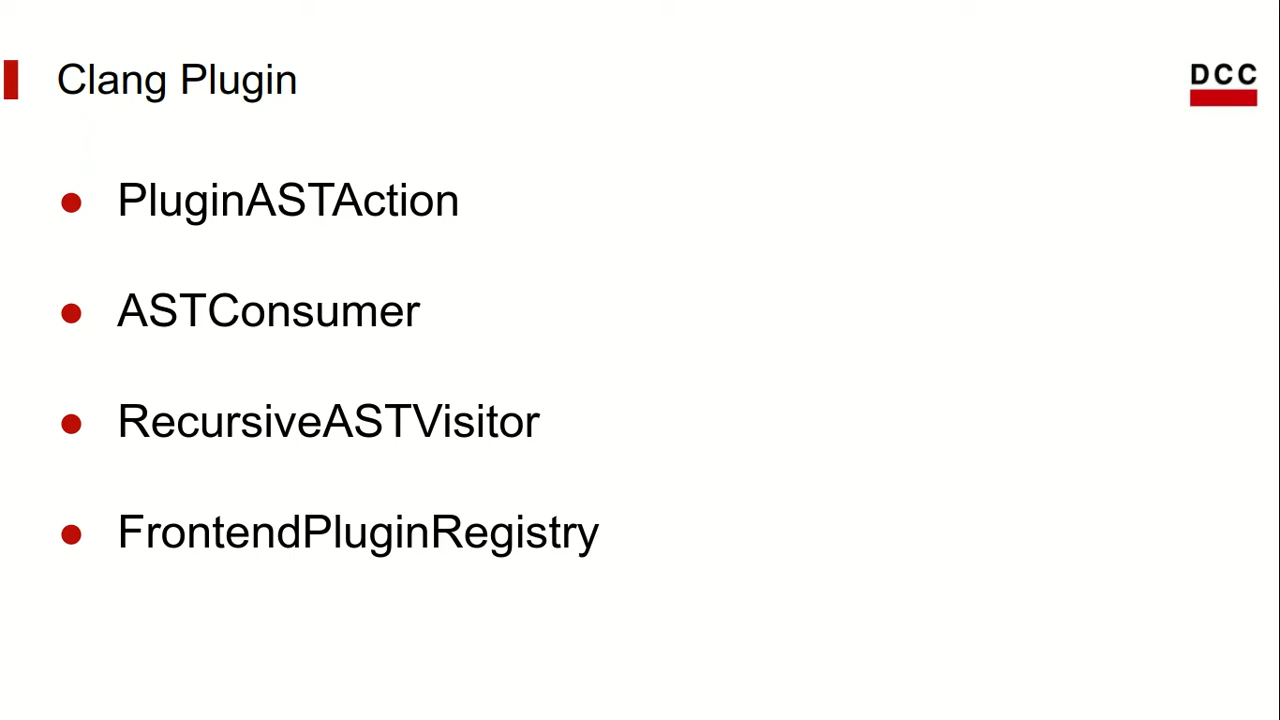 Clang Plugin
DCC
PluginASTAction
ASTConsumer
RecursiveASTVisitor
FrontendPluginRegistry